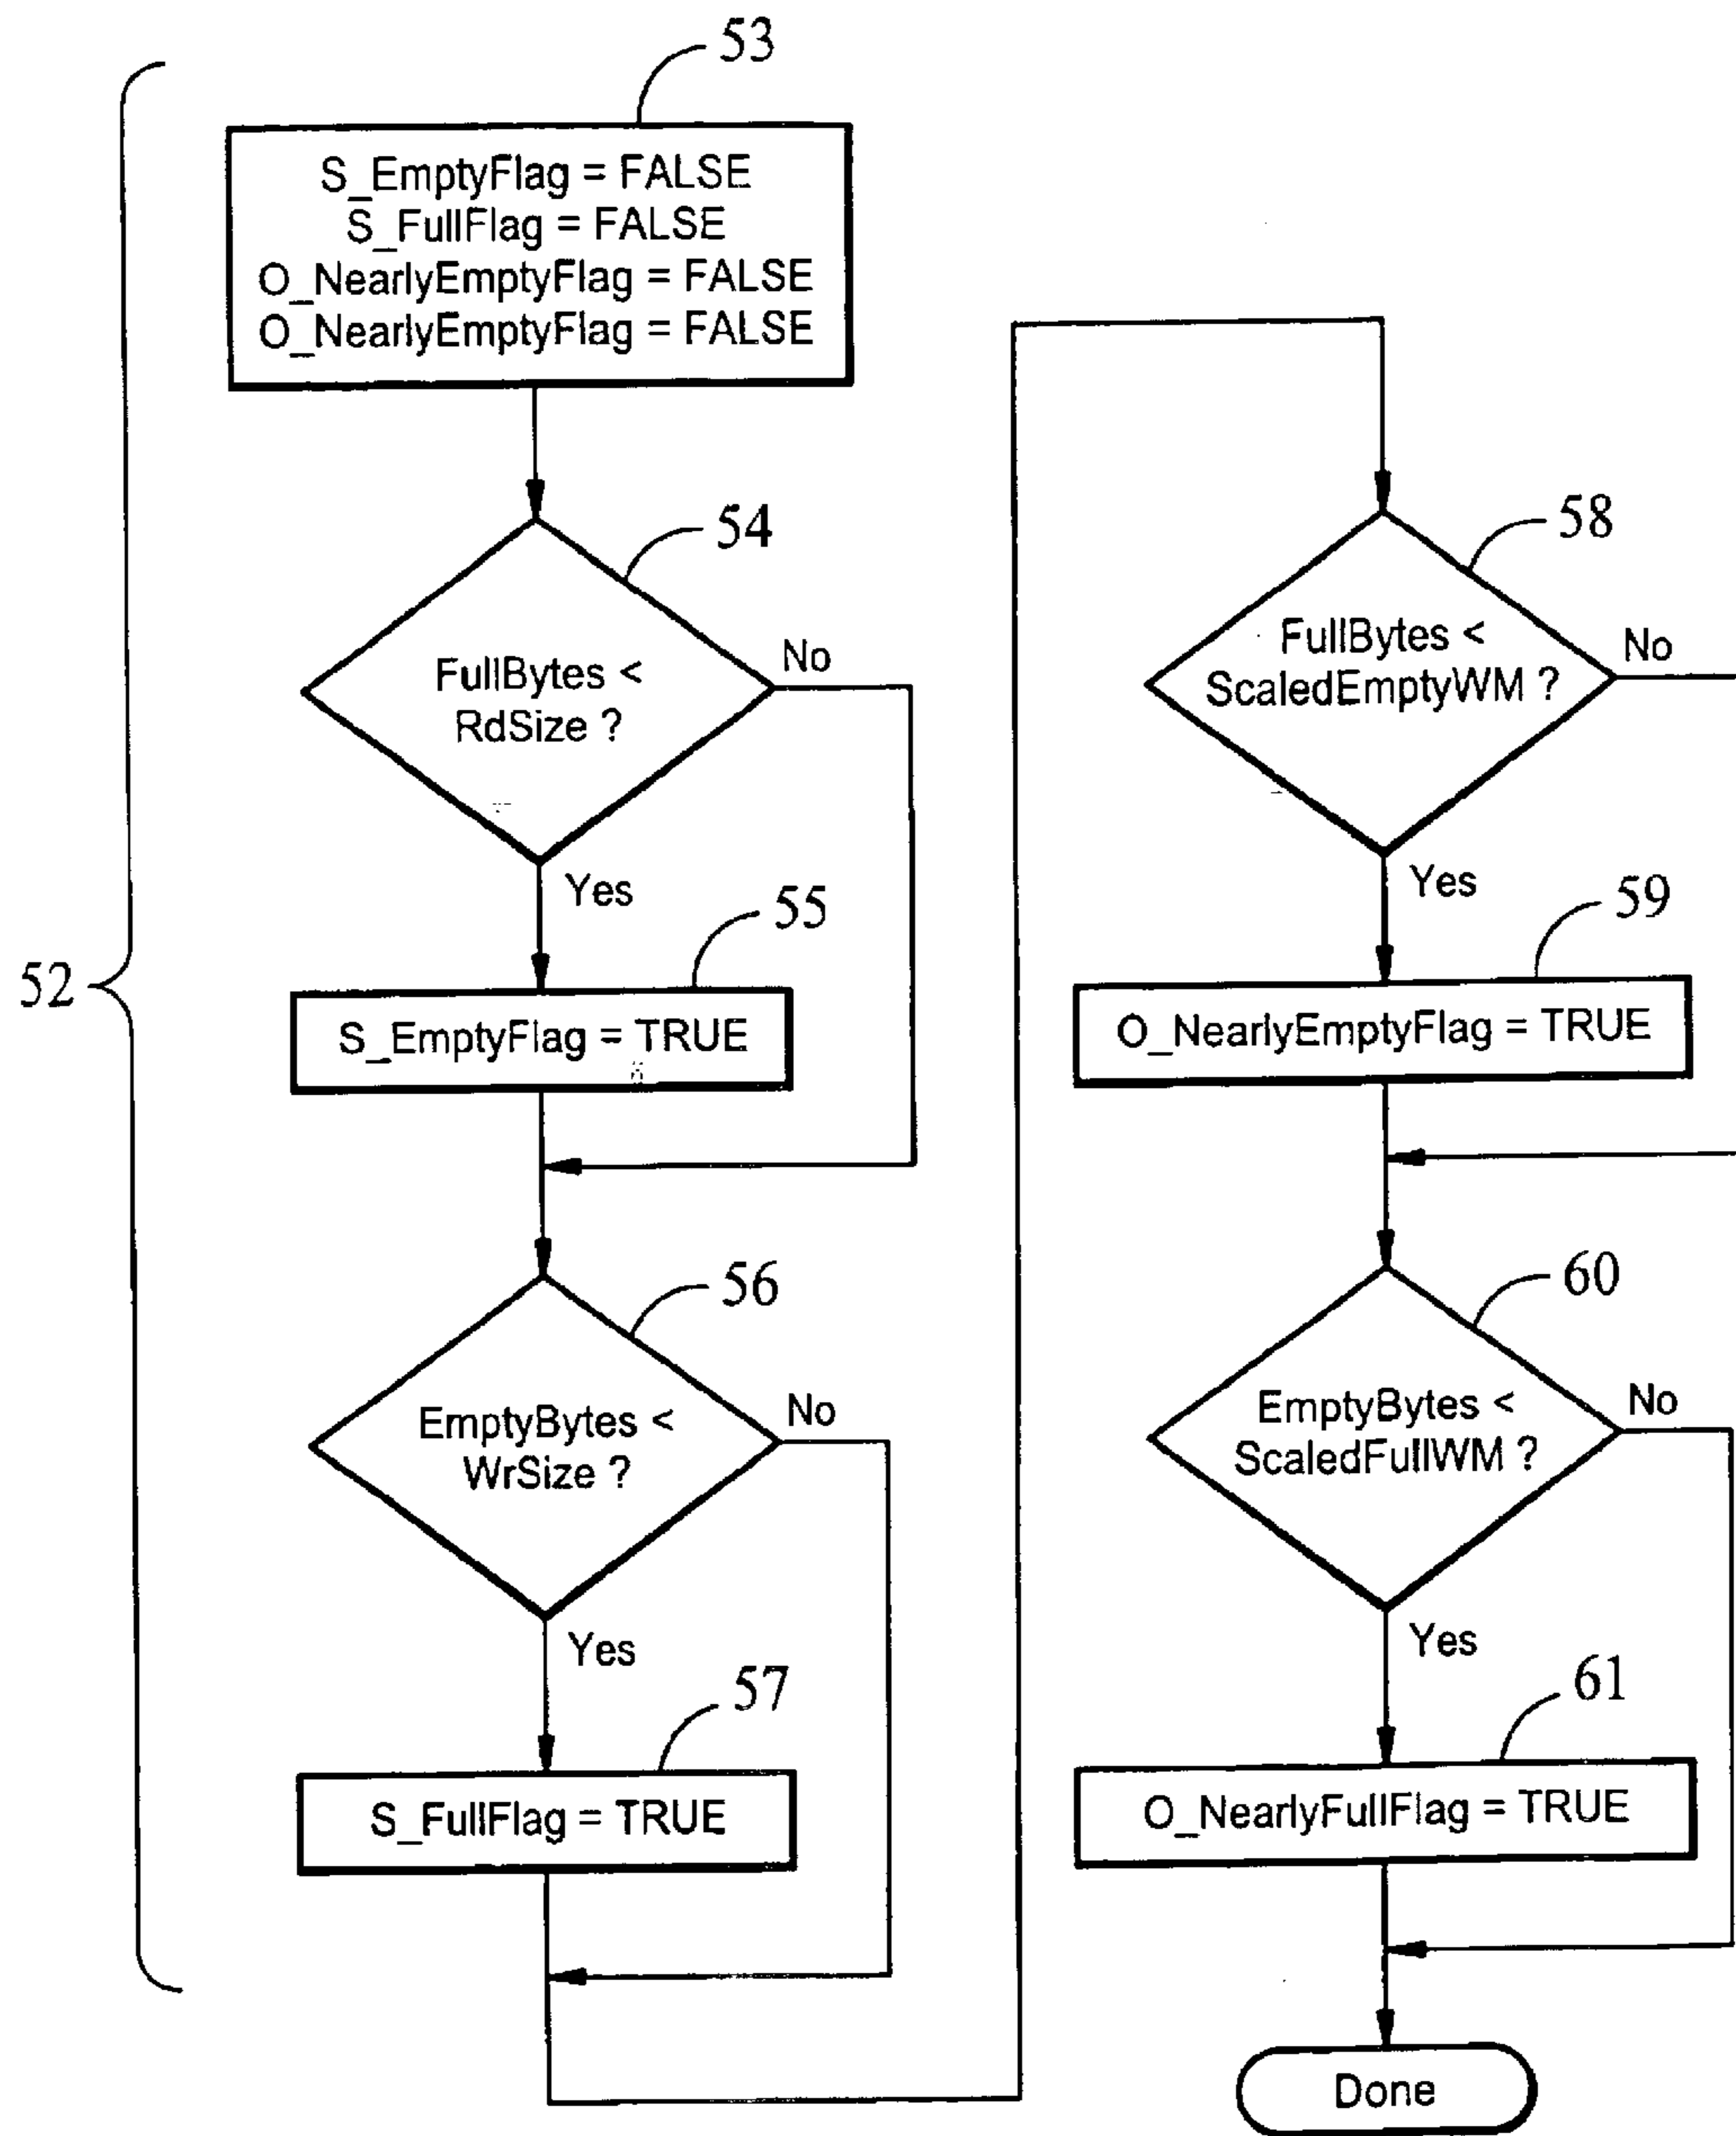 53
S_EmptyFlag = FALSE
S_FullFlag = FALSE
O_NearlyEmptyFlag = FALSE
O_NearlyEmptyFlag = FALSE
54
FullBytes <
RdSize ?
No
Yes
55
S_EmptyFlag = TRUE
52
56
EmptyBytes <
WrSize ?
No
Yes
57
S_FullFlag = TRUE
58
FullBytes <
ScaledEmptyWM ?
No
Yes
59
O_NearlyEmptyFlag = TRUE
60
EmptyBytes <
ScaledFullWM ?
No
Yes
61
O_NearlyFullFlag = TRUE
Done